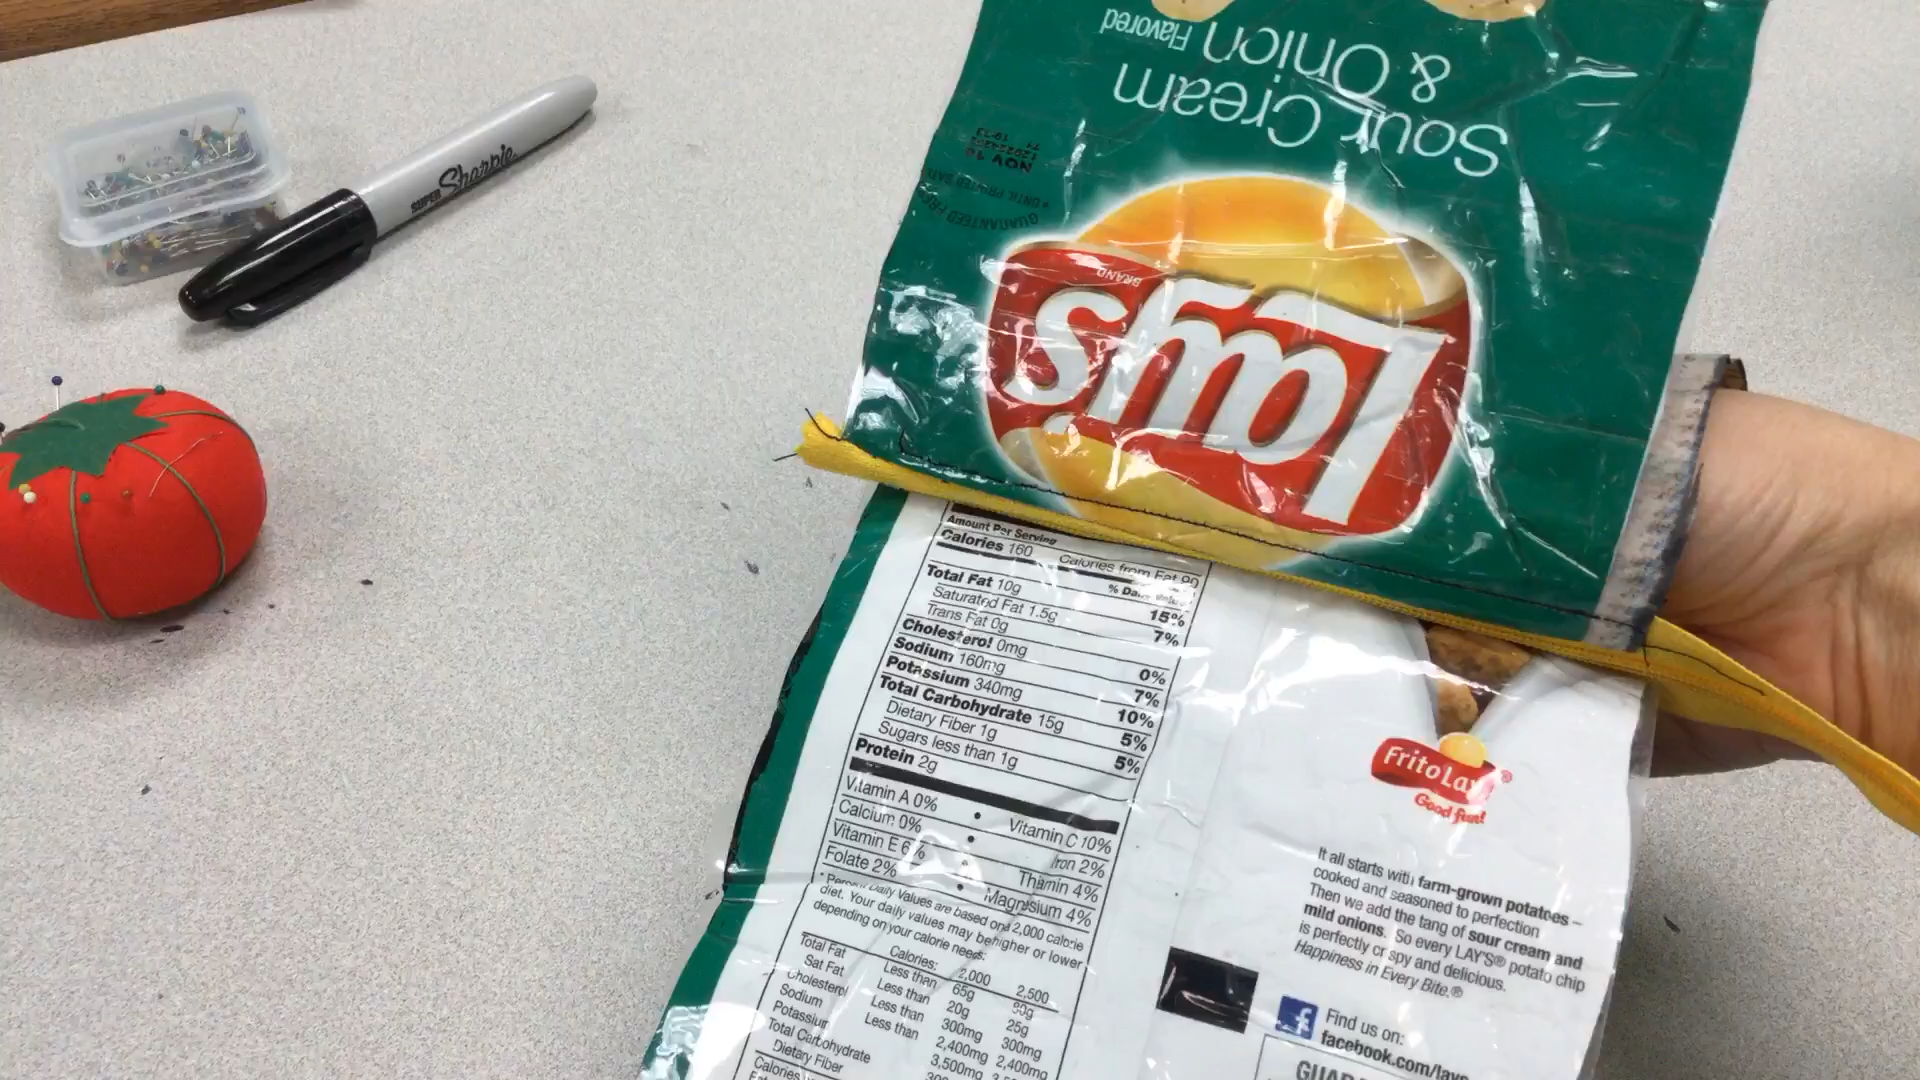 Sour Cream
& Onion Flavored
NOV 18
GUARANTEED FRESH
Lay's
BRAND
SUPER Sharpie
Amount Per Serving
Calories 160 Calories from Fat 90
% Daily Value
Total Fat 10g 15%
Saturated Fat 1.5g 7%
Trans Fat 0g
Cholesterol 0mg 0%
Sodium 160mg 7%
Potassium 340mg 10%
Total Carbohydrate 15g 5%
Dietary Fiber 1g 5%
Sugars less than 1g
Protein 2g
Vitamin A 0% • Vitamin C 10%
Calcium 0% • Iron 2%
Vitamin E 6% • Thiamin 4%
Folate 2% • Magnesium 4%
* Percent Daily Values are based on a 2,000 calorie
diet. Your daily values may be higher or lower
depending on your calorie needs:
Calories: 2,000 2,500
Total Fat Less than 65g 80g
Sat Fat Less than 20g 25g
Cholesterol Less than 300mg 300mg
Sodium Less than 2,400mg 2,400mg
Potassium 3,500mg
Total Carbohydrate
Dietary Fiber
Calories
Frito Lay®
Good fun!
It all starts with farm-grown potatoes –
cooked and seasoned to perfection
Then we add the tang of sour cream and
mild onions. So every LAY'S® potato chip
is perfectly crispy and delicious.
Happiness in Every Bite.®
f Find us on:
facebook.com/lays